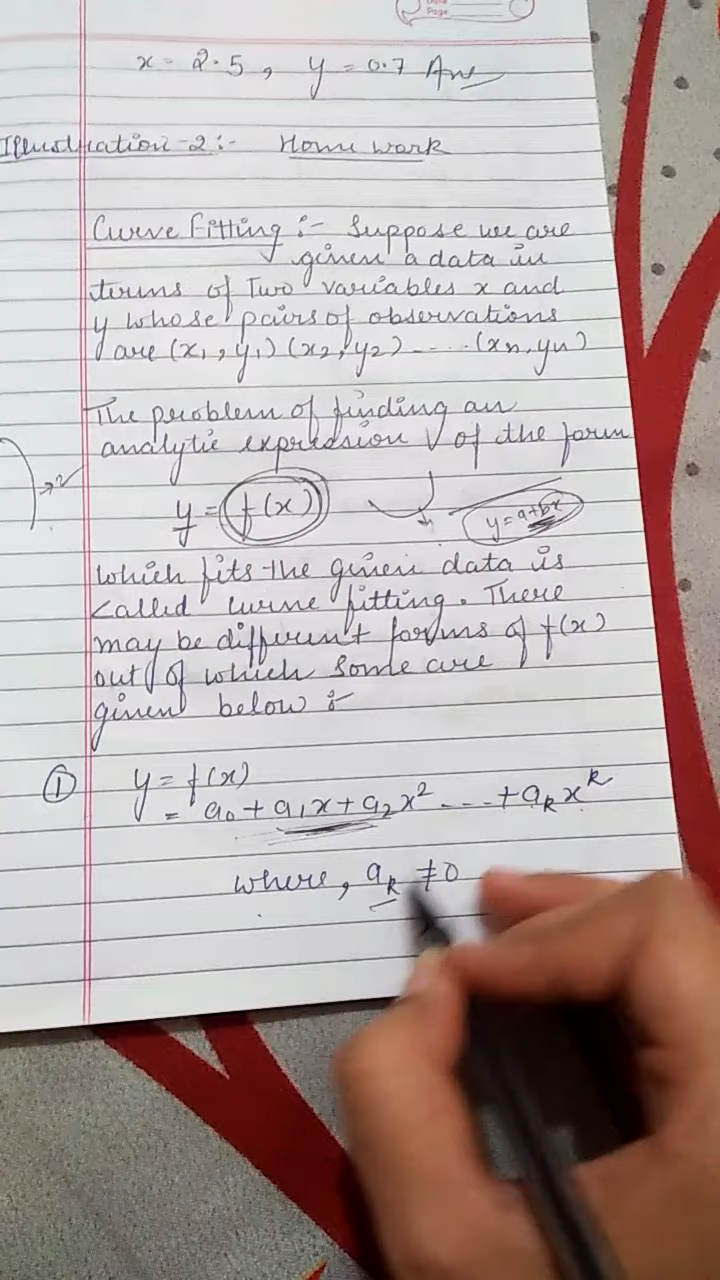 Page
x = 2.5, y = 0.7 Ans
Illustration-2:- Home work
Curve Fitting :- Suppose we are
given a data in
terms of Two variables x and
y whose pairs of observations
are (x₁, y₁) (x₂, y₂) ---- (xn, yn)
The problem of finding an
analytic expression of the form
y = f(x)
y = a+bx
which fits the given data is
called curve fitting. There
may be different forms of f(x)
out of which some are
given below :-
① y = f(x)
= a₀ + a₁x + a₂x² --- + aₖxᵏ
where, aₖ ≠ 0